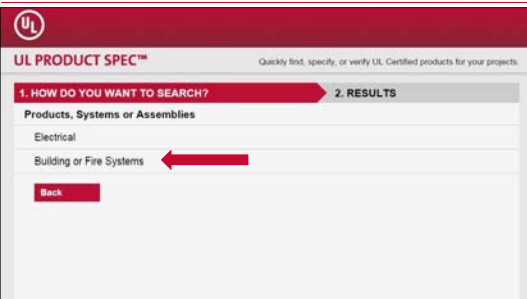 UL
UL PRODUCT SPEC™
Quickly find, specify, or verify UL Certified products for your projects.
1. HOW DO YOU WANT TO SEARCH?
2. RESULTS
Products, Systems or Assemblies
Electrical
Building or Fire Systems
Back